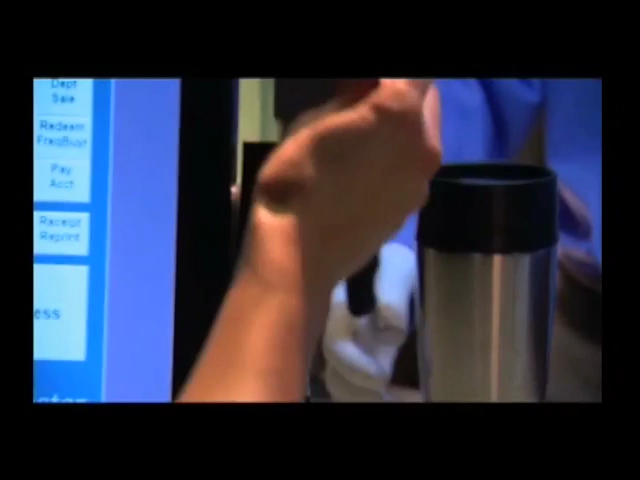 Dept
Sale
Redeem
FreqBuyr
Pay
Acct
Receipt
Reprint
ess